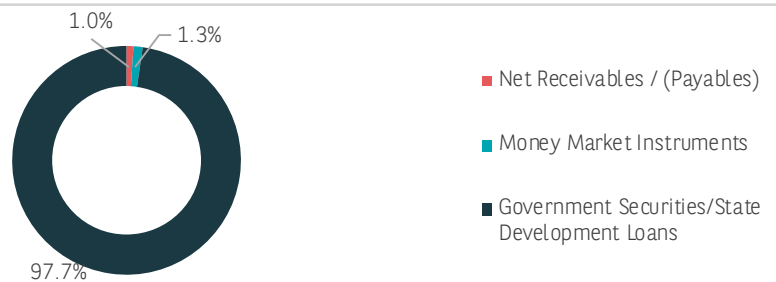 1.0%
1.3%
Net Receivables / (Payables)
Money Market Instruments
Government Securities/State
Development Loans
97.7%